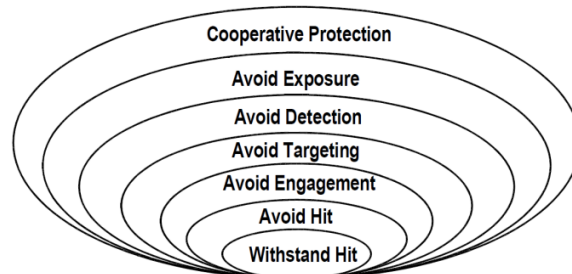 Cooperative Protection
Avoid Exposure
Avoid Detection
Avoid Targeting
Avoid Engagement
Avoid Hit
Withstand Hit